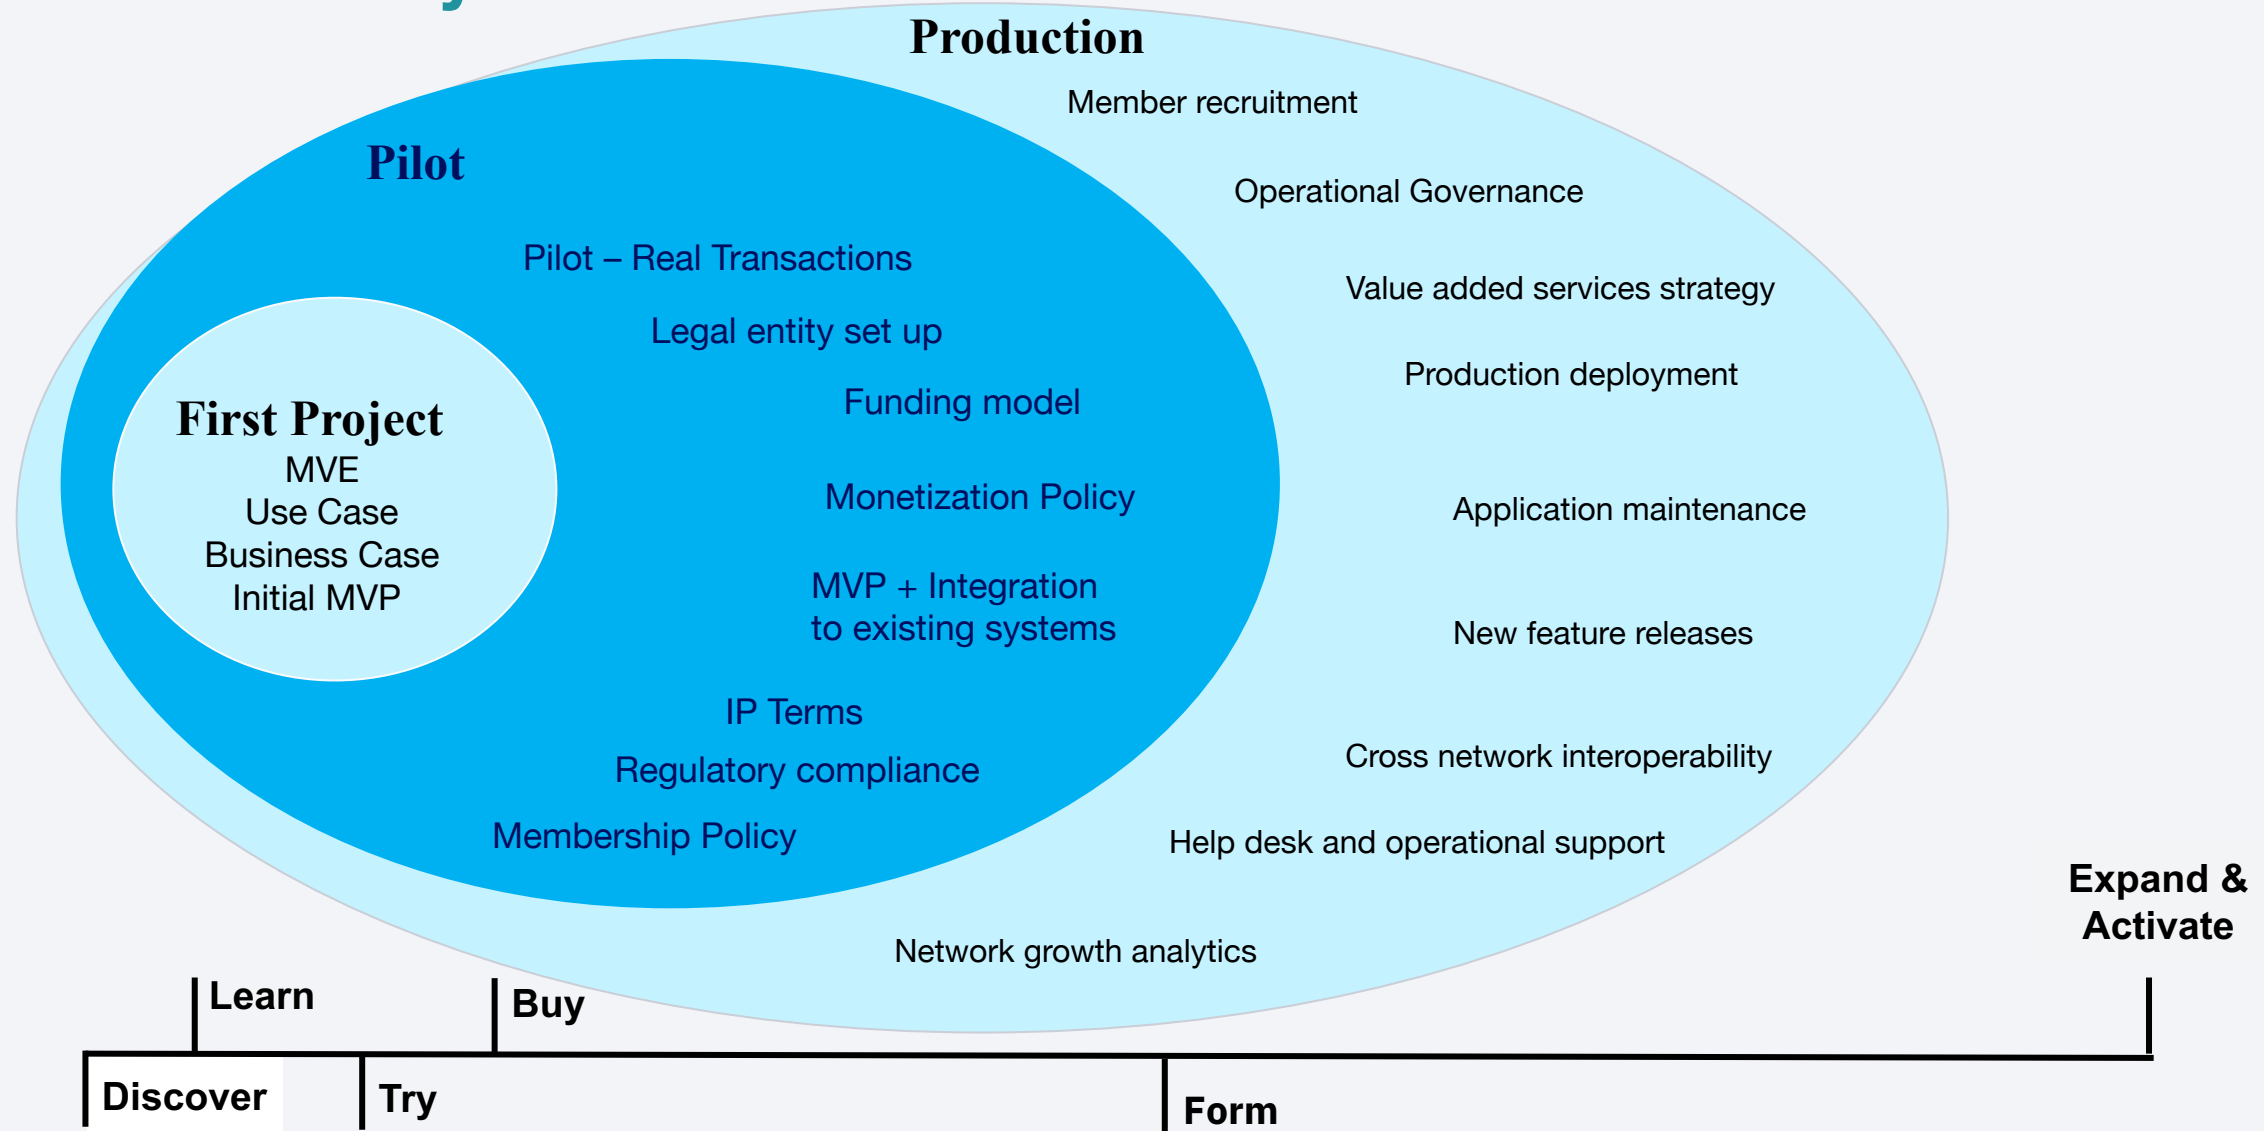 Production
Member recruitment
Pilot
Operational Governance
Pilot – Real Transactions
Value added services strategy
Legal entity set up
Production deployment
Funding model
First Project
MVE
Use Case
Business Case
Initial MVP
Monetization Policy
Application maintenance
MVP + Integration
to existing systems
New feature releases
IP Terms
Cross network interoperability
Regulatory compliance
Membership Policy
Help desk and operational support
Network growth analytics
Expand &
Activate
Learn
Buy
Discover
Try
Form